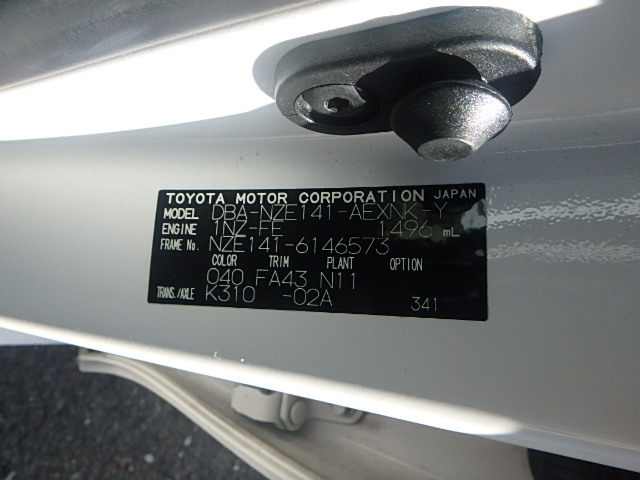 TOYOTA MOTOR CORPORATION JAPAN
MODEL DBA-NZE141-AEXNK-Y
ENGINE 1NZ-FE 1496 mL
FRAME No. NZE141-6146573
COLOR TRIM PLANT OPTION
040 FA43 N11
TRANS./AXLE K310 -02A 341